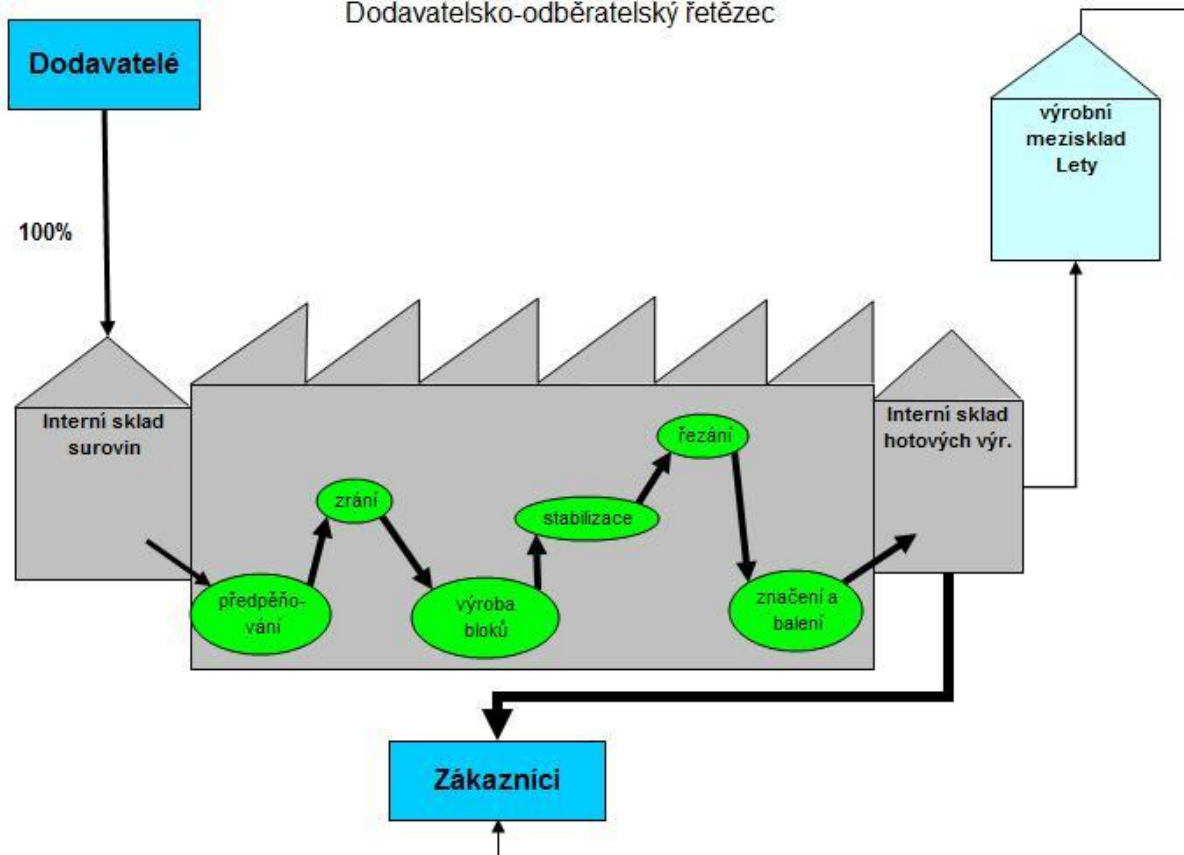 Dodavatelsko-odběratelský řetězec
Dodavatelé
výrobní
mezisklad
Lety
100%
Interní sklad
surovin
Interní sklad
hotových výr.
řezání
zrání
stabilizace
předpěňo-
vání
výroba
bloků
značení a
balení
Zákazníci